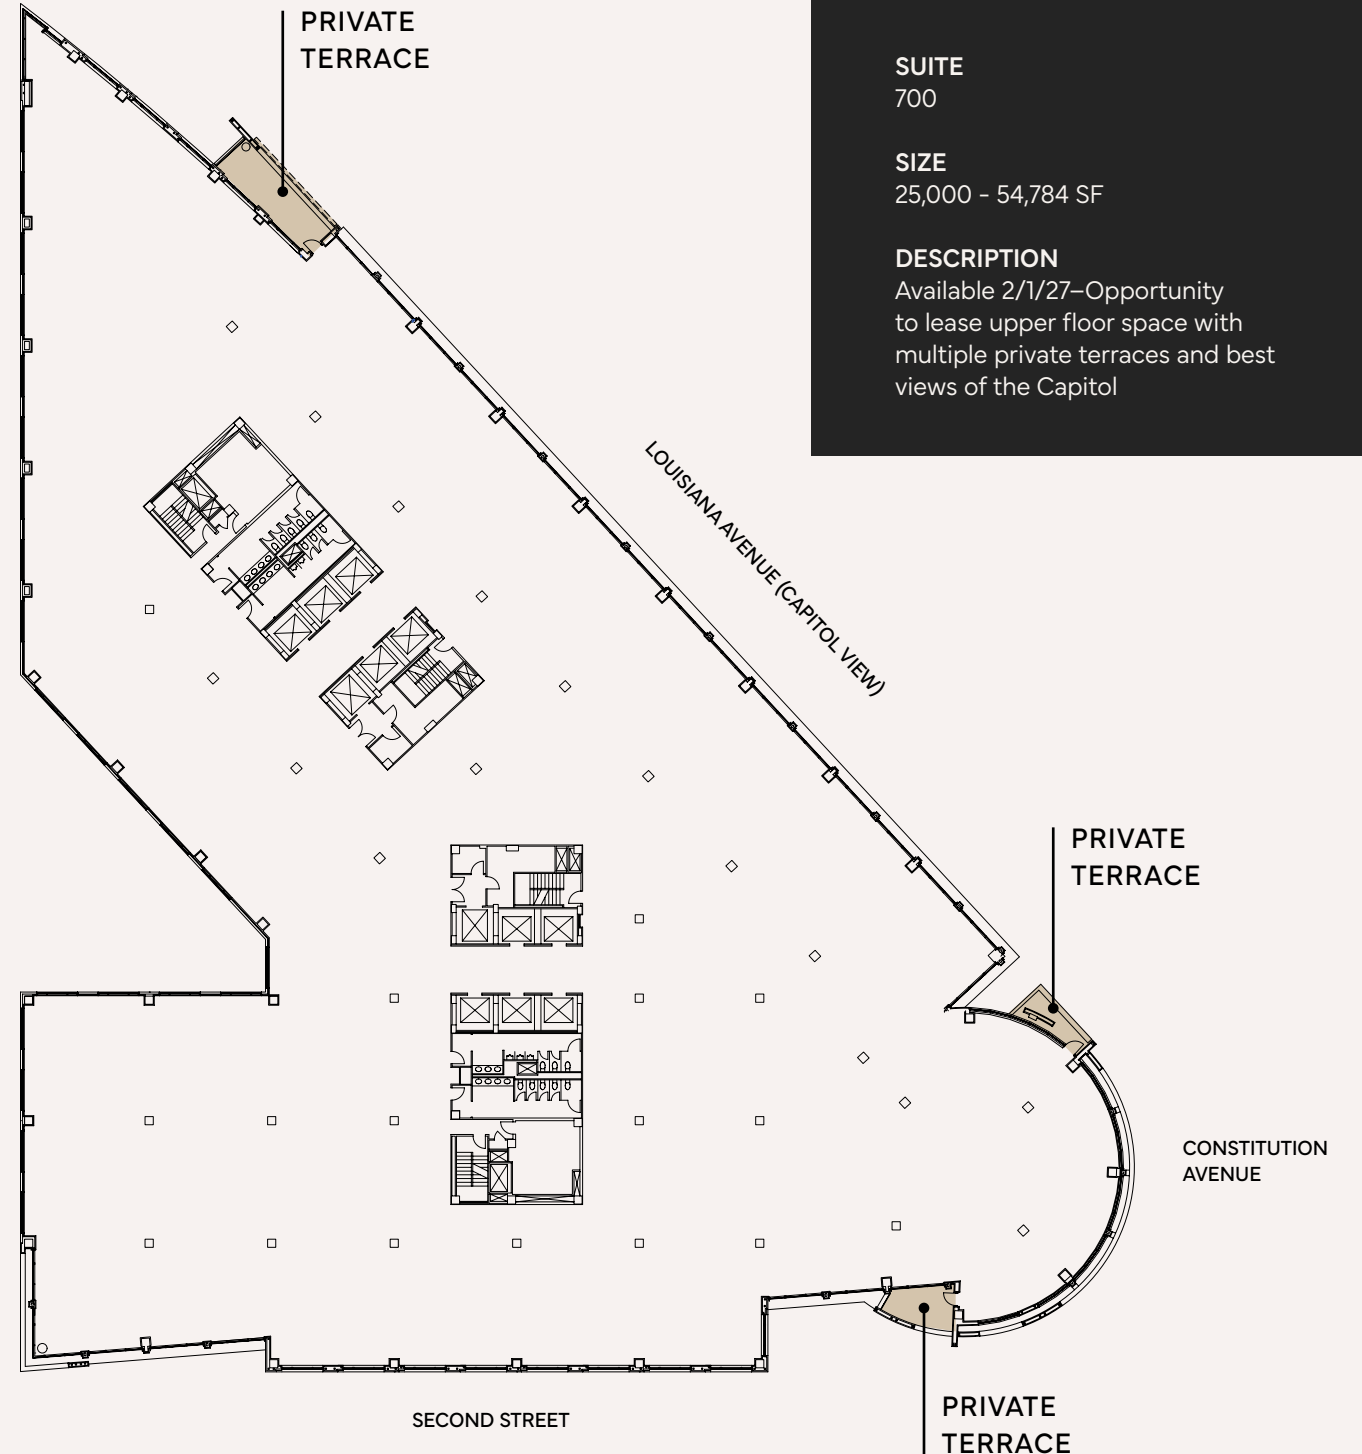 PRIVATE
TERRACE
SUITE
700
SIZE
25,000 - 54,784 SF
DESCRIPTION
Available 2/1/27–Opportunity
to lease upper floor space with
multiple private terraces and best
views of the Capitol
LOUISIANA AVENUE (CAPITOL VIEW)
PRIVATE
TERRACE
CONSTITUTION
AVENUE
SECOND STREET
PRIVATE
TERRACE